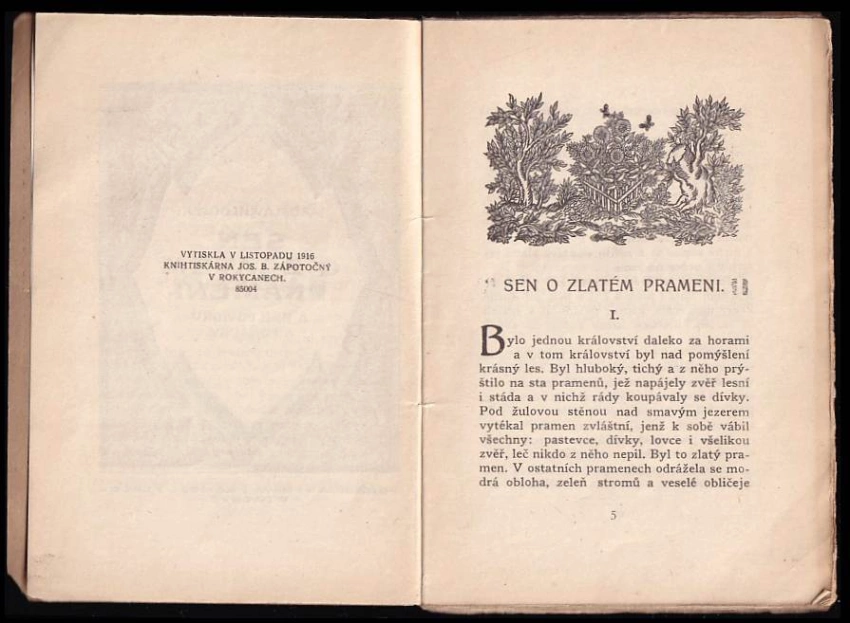 VYTISKLA V LISTOPADU 1916
KNIHTISKÁRNA JOS. B. ZÁPOTOČNÝ
V ROKYCANECH.
85004
SEN O ZLATÉM PRAMENI.
I.
Bylo jednou království daleko za horami
a v tom království byl nad pomyšlení
krásný les. Byl hluboký, tichý a z něho prý-
štilo na sta pramenů, jež napájely zvěř lesní
i stáda a v nichž rády koupávaly se dívky.
Pod žulovou stěnou nad smavým jezerem
vytékal pramen zvláštní, jenž k sobě vábil
všechny: pastevce, dívky, lovce i všelikou
zvěř, leč nikdo z něho nepil. Byl to zlatý pra-
men. V ostatních pramenech odrážela se mo-
drá obloha, zeleň stromů a veselé obličeje
5